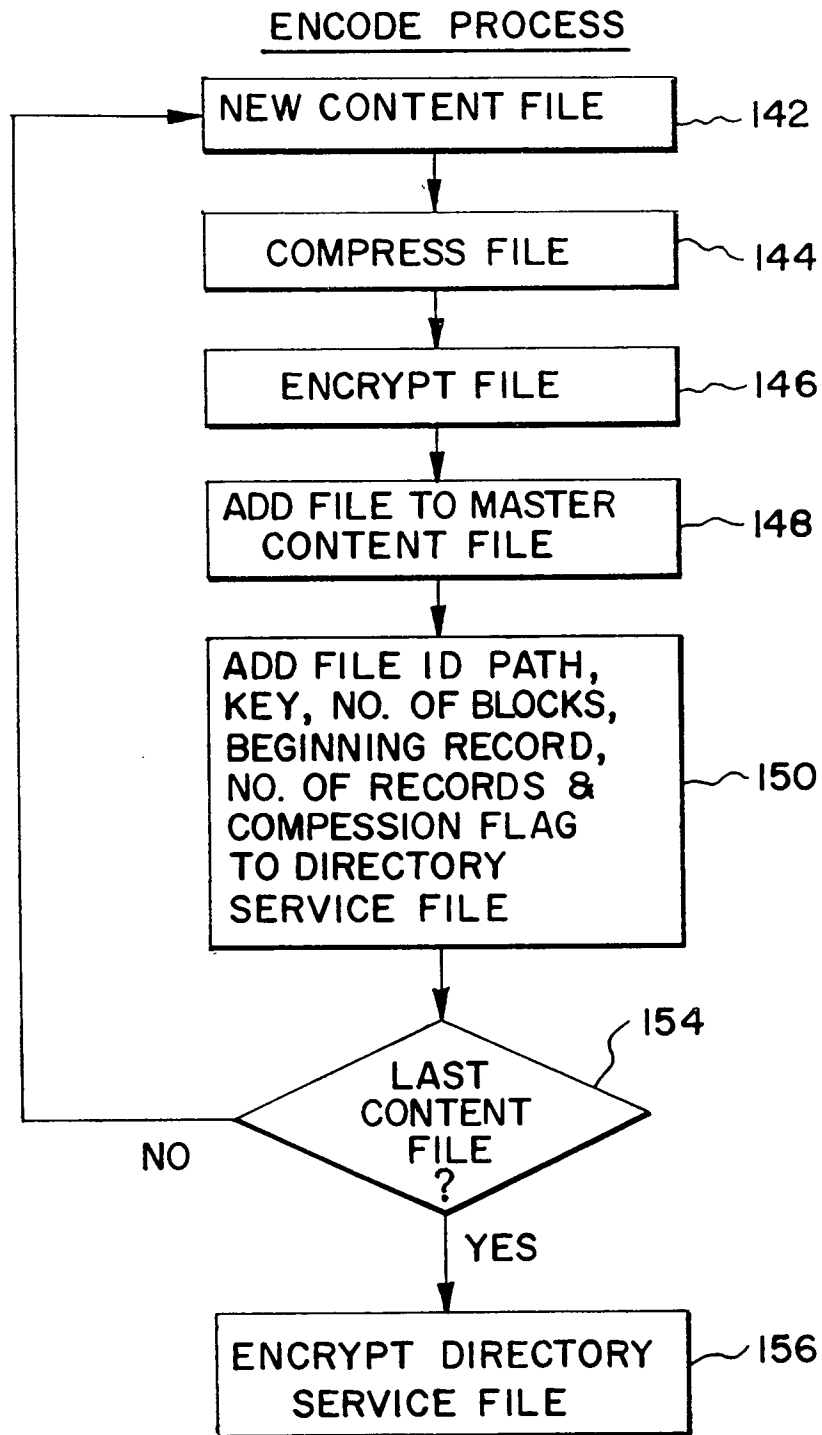 ENCODE PROCESS
NEW CONTENT FILE
142
COMPRESS FILE
144
ENCRYPT FILE
146
ADD FILE TO MASTER
CONTENT FILE
148
ADD FILE ID PATH,
KEY, NO. OF BLOCKS,
BEGINNING RECORD,
NO. OF RECORDS &
COMPESSION FLAG
TO DIRECTORY
SERVICE FILE
150
LAST
CONTENT
FILE
?
154
NO
YES
ENCRYPT DIRECTORY
SERVICE FILE
156